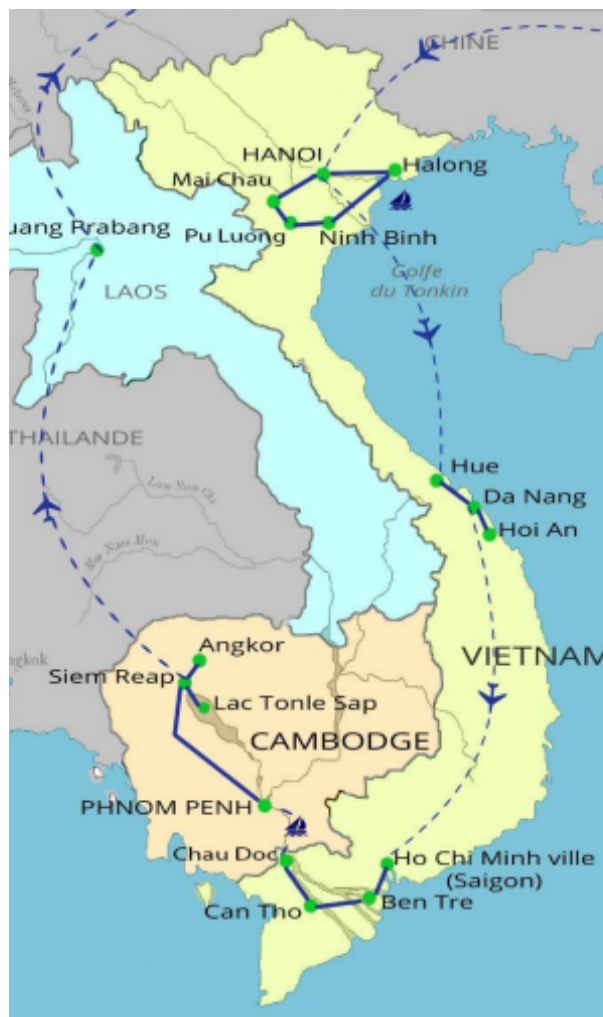 CHINE
HANOI
Halong
Mai Chau
Pu Luong
Ninh Binh
uang Prabang
LAOS
Golfe
du Tonkin
THAILANDE
Hue
Da Nang
Hoi An
Angkor
VIETNAM
Siem Reap
Lac Tonle Sap
CAMBODGE
PHNOM PENH
Chau Doc
Ho Chi Minh ville
(Saigon)
Can Tho
Ben Tre